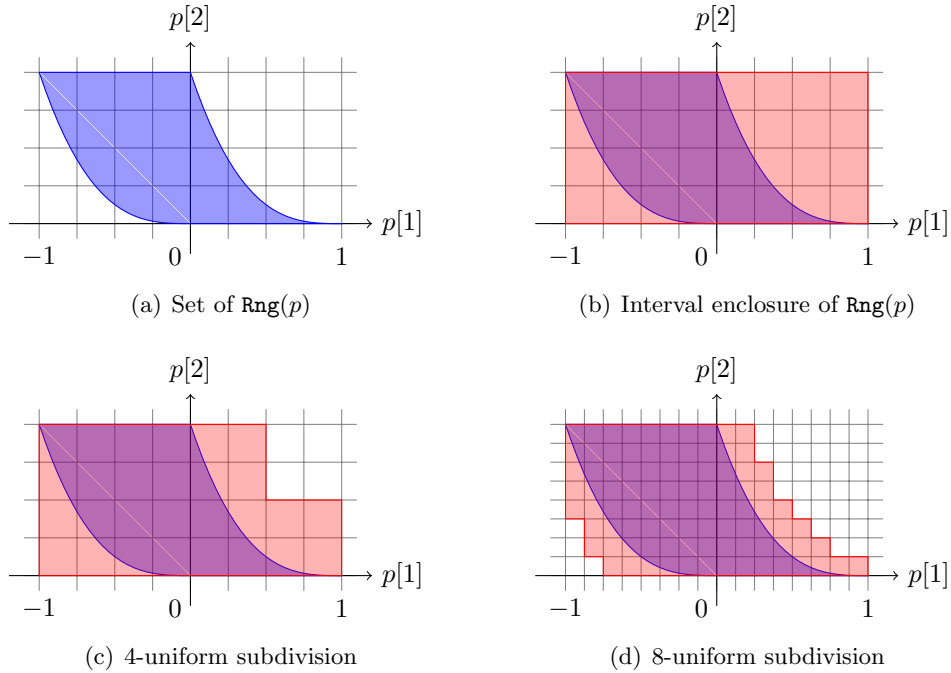 p[2] p[2]
p[1] p[1]
−1 0 1 −1 0 1
(a) Set of Rng(p) (b) Interval enclosure of Rng(p)
p[2] p[2]
p[1] p[1]
−1 0 1 −1 0 1
(c) 4-uniform subdivision (d) 8-uniform subdivision